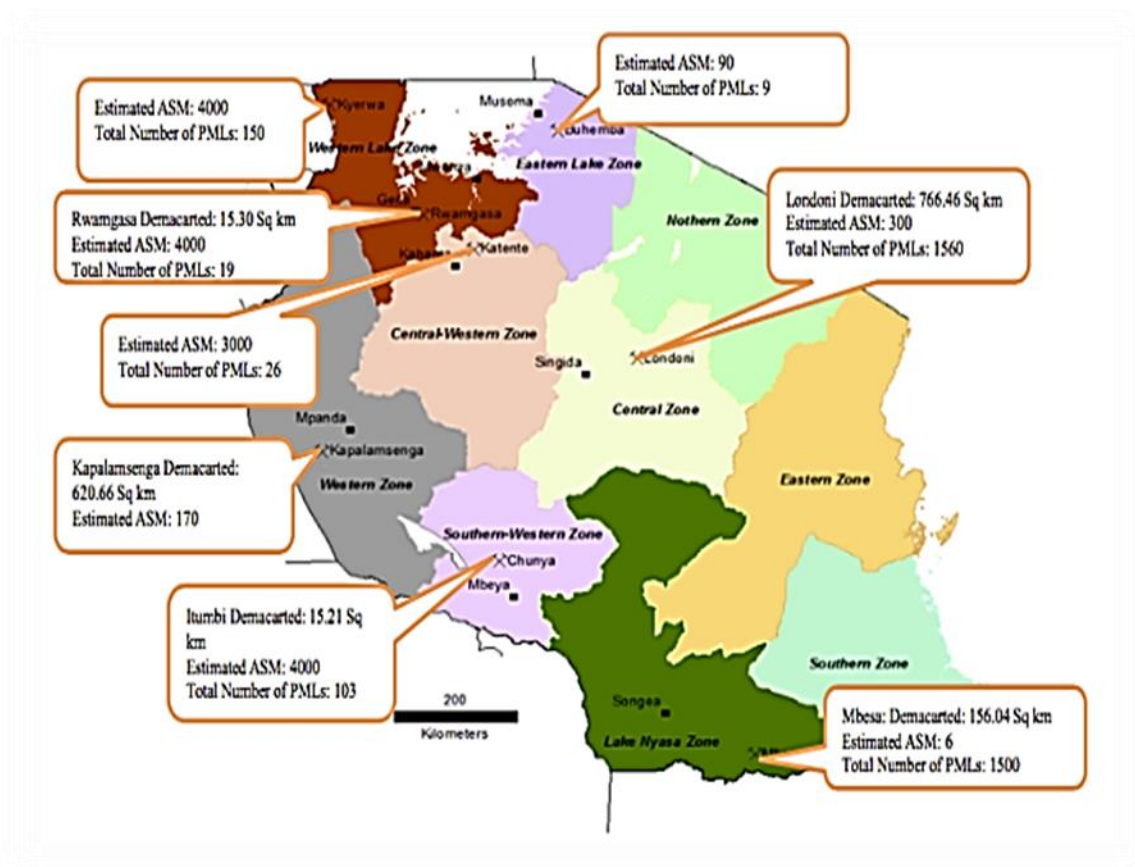 Estimated ASM: 90
Total Number of PMLs: 9
Estimated ASM: 4000
Total Number of PMLs: 150
Kyerwa
Musoma
Buhemba
Western Lake Zone
Eastern Lake Zone
Rwamgasa Demacarted: 15.30 Sq km
Estimated ASM: 4000
Total Number of PMLs: 19
Rwamgasa
Nothern Zone
Londoni Demacarted: 766.46 Sq km
Estimated ASM: 300
Total Number of PMLs: 1560
Katente
Estimated ASM: 3000
Total Number of PMLs: 26
Central-Western Zone
Singida
Londoni
Central Zone
Mpanda
Kapalamsenga
Western Zone
Kapalamsenga Demacarted:
620.66 Sq km
Estimated ASM: 170
Eastern Zone
Southern-Western Zone
Chunya
Mbeya
Itumbi Demacarted: 15.21 Sq
km
Estimated ASM: 4000
Total Number of PMLs: 103
Southern Zone
200
Kilometers
Songea
Lake Nyasa Zone
Mbesa: Demacarted: 156.04 Sq km
Estimated ASM: 6
Total Number of PMLs: 1500